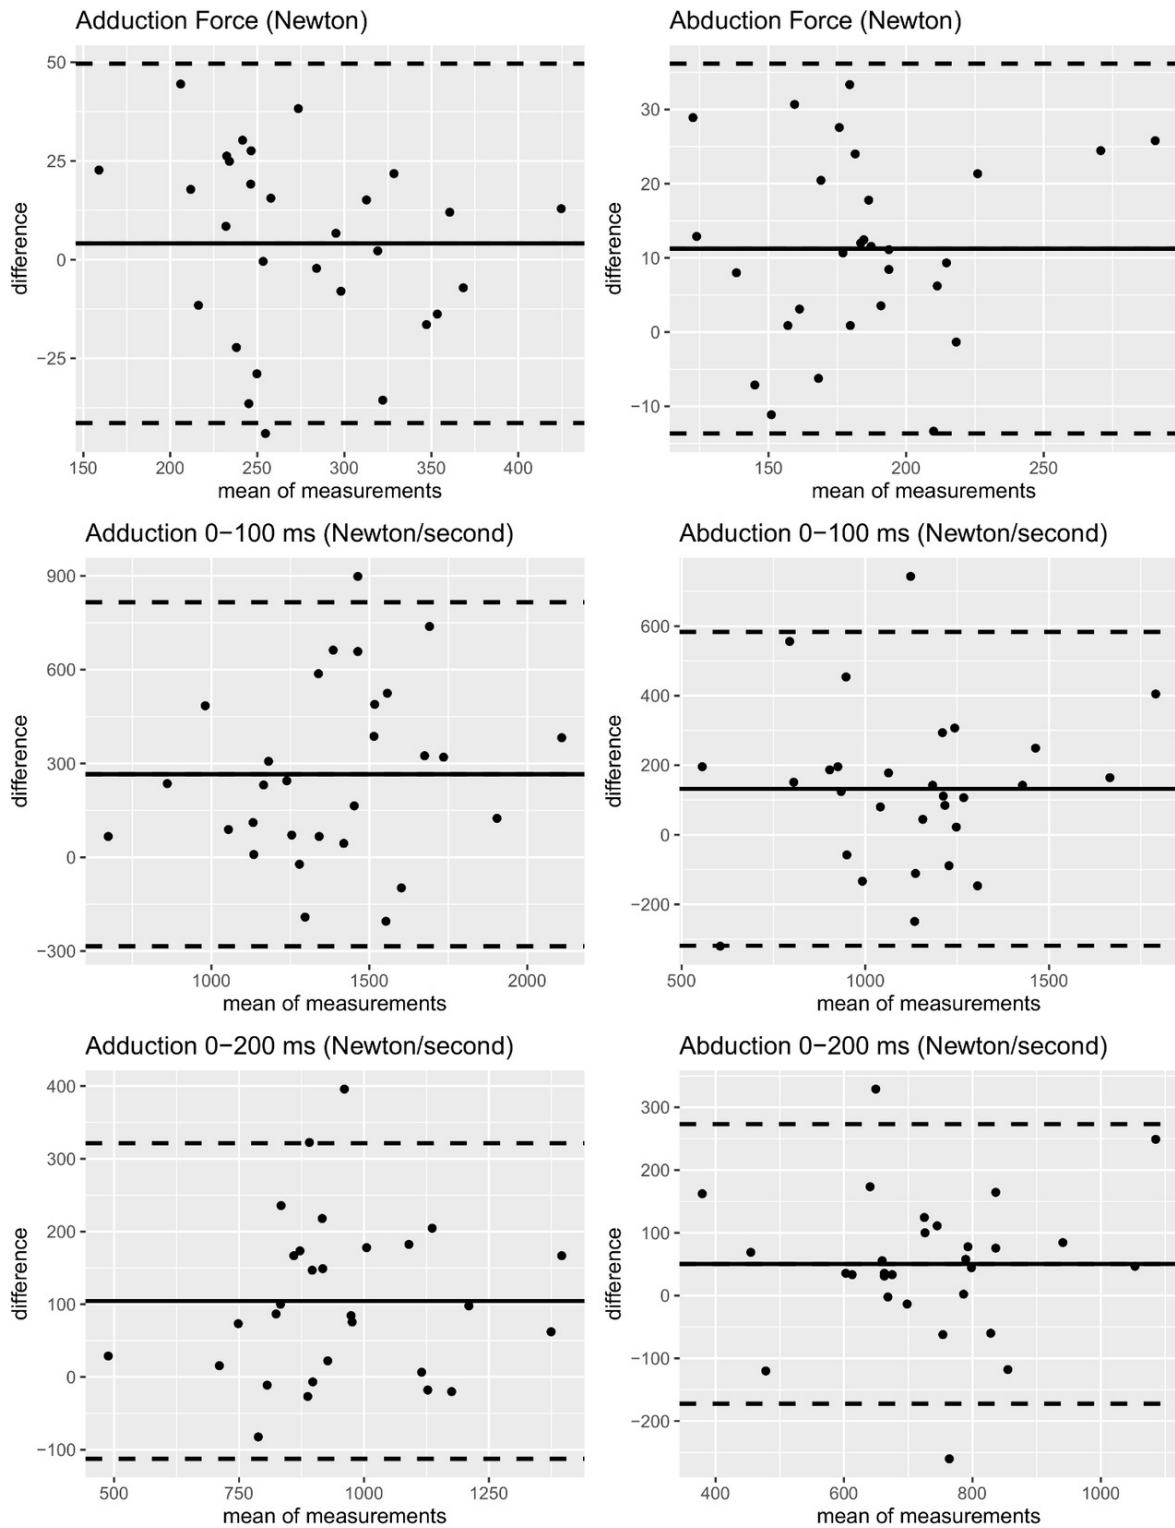 Adduction Force (Newton)
50
25
0
−25
difference
150 200 250 300 350 400
mean of measurements
Abduction Force (Newton)
30
20
10
0
−10
difference
150 200 250
mean of measurements
Adduction 0−100 ms (Newton/second)
900
600
300
0
−300
difference
1000 1500 2000
mean of measurements
Abduction 0−100 ms (Newton/second)
600
400
200
0
−200
difference
500 1000 1500
mean of measurements
Adduction 0−200 ms (Newton/second)
400
300
200
100
0
−100
difference
500 750 1000 1250
mean of measurements
Abduction 0−200 ms (Newton/second)
300
200
100
0
−100
−200
difference
400 600 800 1000
mean of measurements